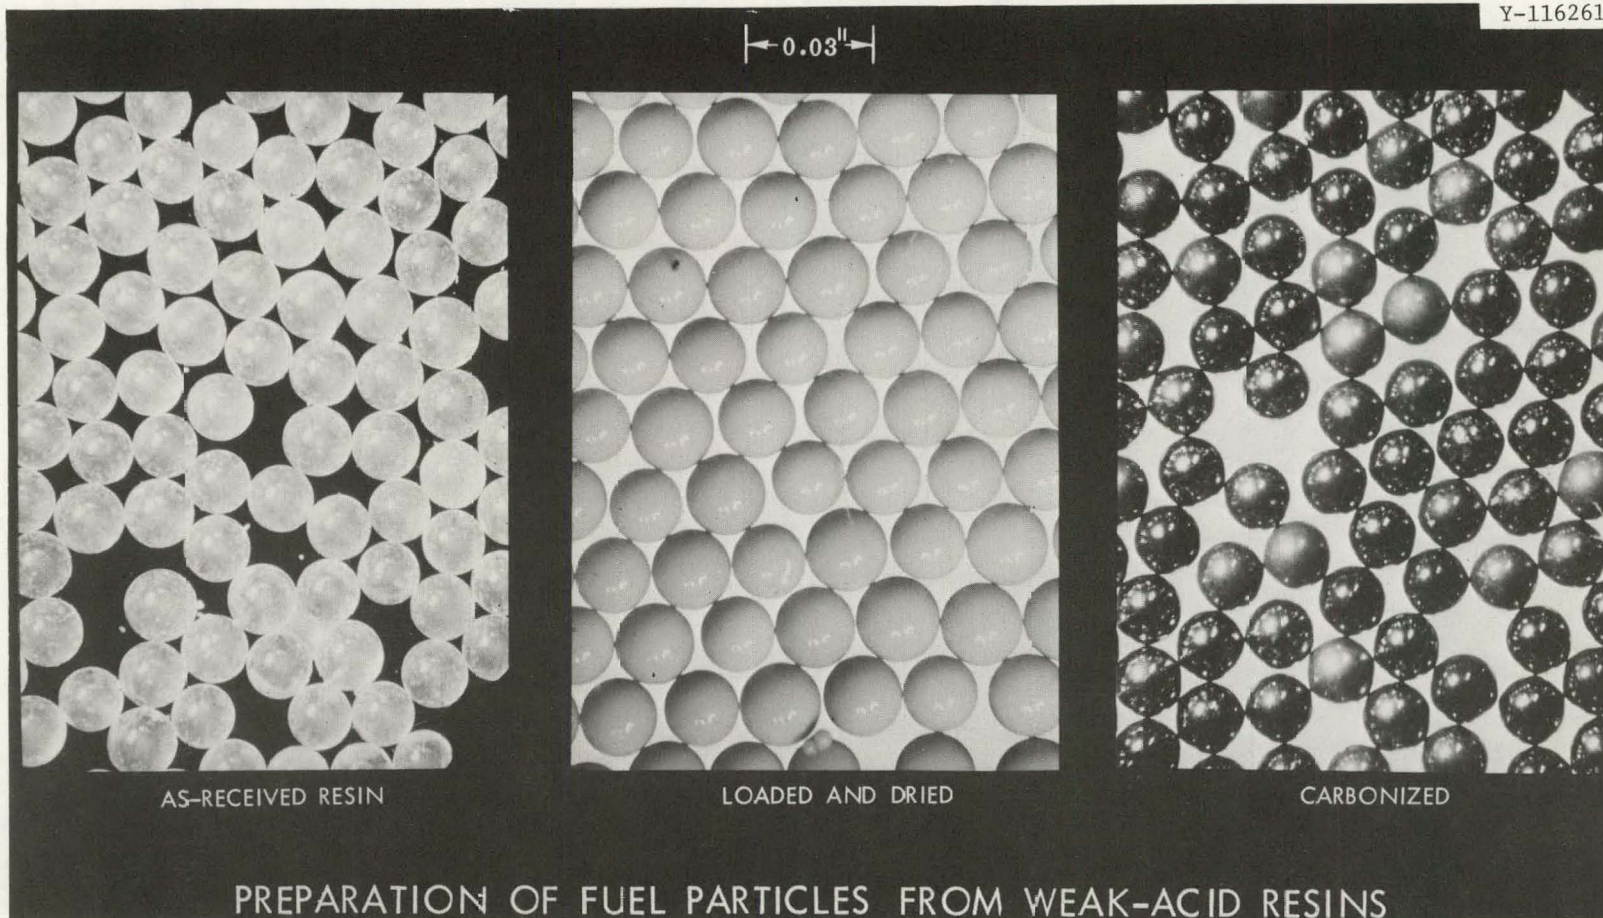 Y-116261
0.03"
AS-RECEIVED RESIN
LOADED AND DRIED
CARBONIZED
PREPARATION OF FUEL PARTICLES FROM WEAK-ACID RESINS